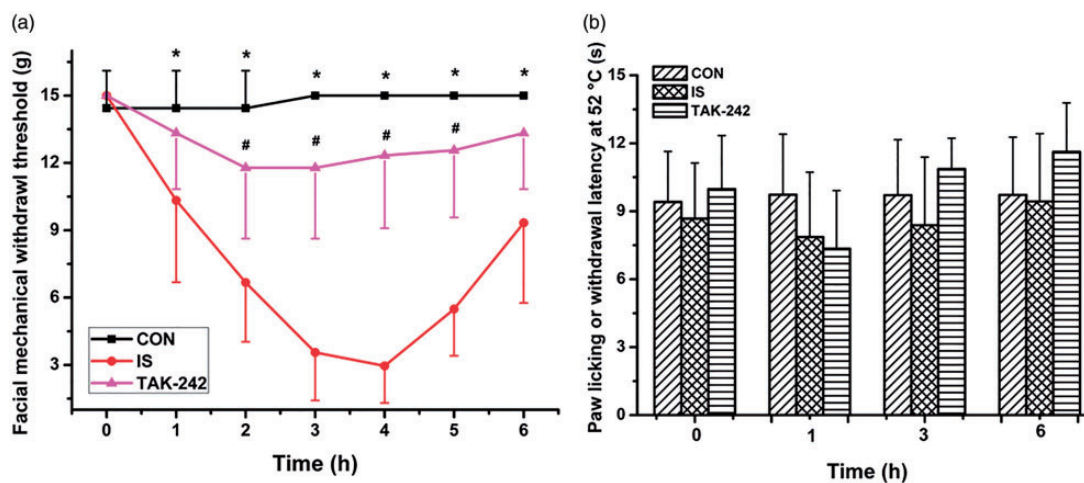 (a)
Facial mechanical withdrawl threshold (g)
15
12
9
6
3
* * * * * *
# # # #
CON
IS
TAK-242
0 1 2 3 4 5 6
Time (h)
(b)
Paw licking or withdrawal latency at 52 °C (s)
15
12
9
6
3
0
CON
IS
TAK-242
0 1 3 6
Time (h)